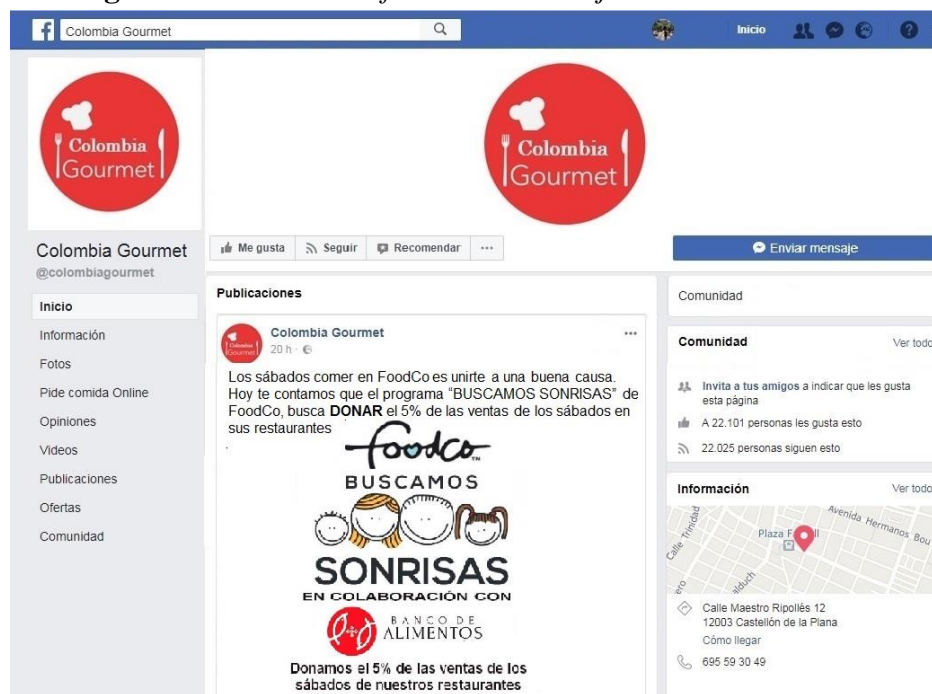 Colombia Gourmet
Inicio
Colombia
Gourmet
Colombia
Gourmet
Colombia Gourmet
@colombiagourmet
Inicio
Información
Fotos
Pide comida Online
Opiniones
Videos
Publicaciones
Ofertas
Comunidad
Me gusta
Seguir
Recomendar
Enviar mensaje
Publicaciones
Colombia Gourmet
20 h
Los sábados comer en FoodCo es unirte a una buena causa.
Hoy te contamos que el programa "BUSCAMOS SONRISAS" de
FoodCo, busca DONAR el 5% de las ventas de los sábados en
sus restaurantes
foodco™
BUSCAMOS
SONRISAS
EN COLABORACIÓN CON
BANCO DE
ALIMENTOS
Donamos el 5% de las ventas de los
sábados de nuestros restaurantes
Comunidad
Comunidad
Ver todo
Invita a tus amigos a indicar que les gusta
esta página
A 22.101 personas les gusta esto
22.025 personas siguen esto
Información
Ver todo
Calle Trinidad
Avenida Hermanos Bou
Plaza
Calle Maestro Ripollés 12
12003 Castellón de la Plana
Cómo llegar
695 59 30 49